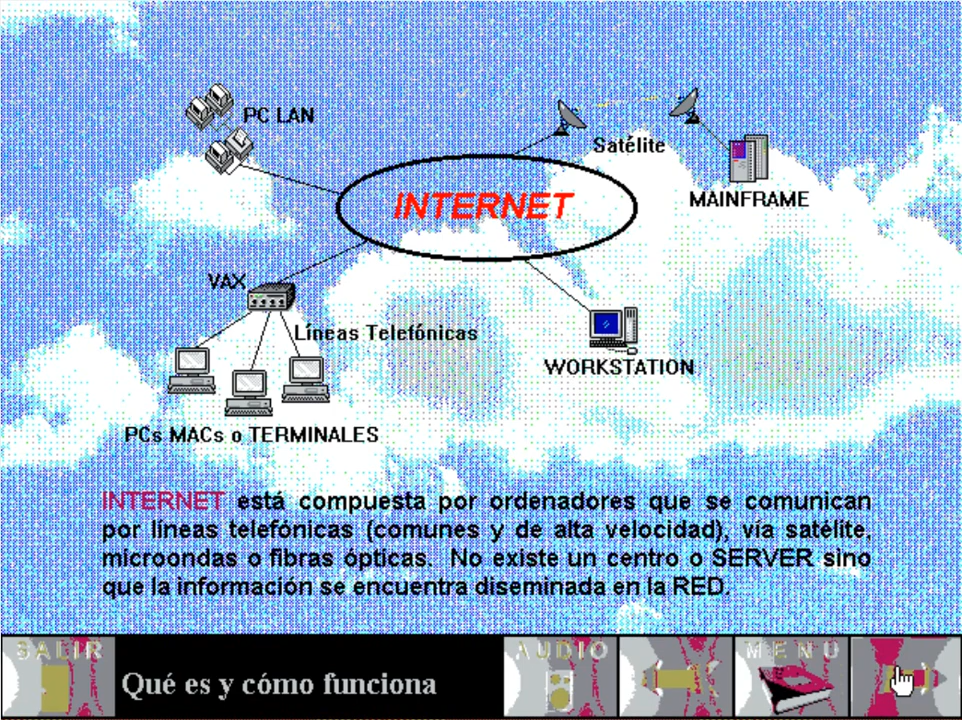 PC LAN
Satélite
INTERNET
MAINFRAME
VAX
Líneas Telefónicas
WORKSTATION
PCs MACs o TERMINALES
INTERNET está compuesta por ordenadores que se comunican
por líneas telefónicas (comunes y de alta velocidad), vía satélite,
microondas o fibras ópticas. No existe un centro o SERVER sino
que la información se encuentra diseminada en la RED.
SALIR
AUDIO
MENU
Qué es y cómo funciona